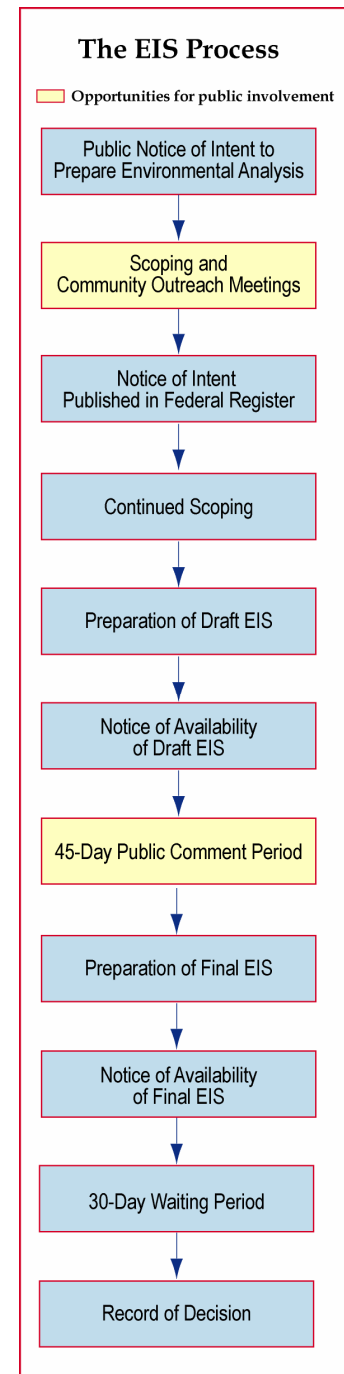 The EIS Process
Opportunities for public involvement
Public Notice of Intent to
Prepare Environmental Analysis
Scoping and
Community Outreach Meetings
Notice of Intent
Published in Federal Register
Continued Scoping
Preparation of Draft EIS
Notice of Availability
of Draft EIS
45-Day Public Comment Period
Preparation of Final EIS
Notice of Availability
of Final EIS
30-Day Waiting Period
Record of Decision